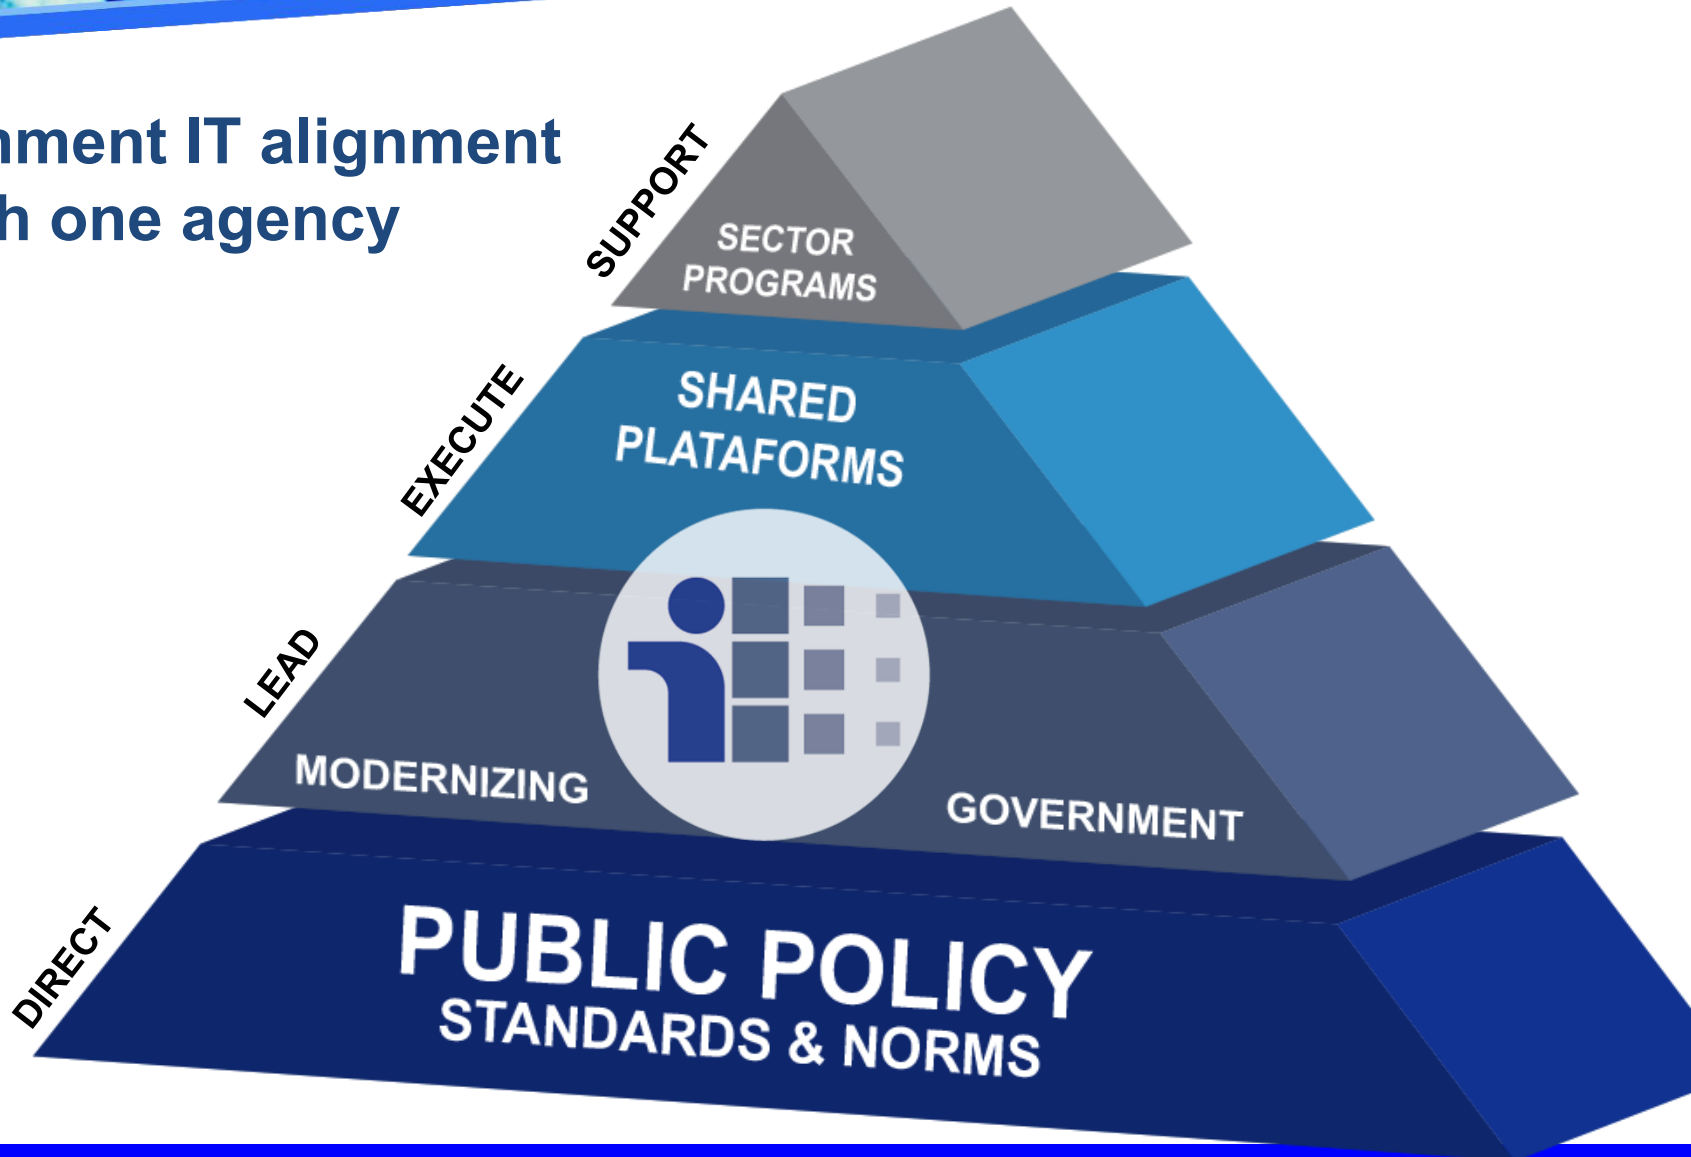 nment IT alignment
h one agency
SUPPORT
SECTOR
PROGRAMS
EXECUTE
SHARED
PLATAFORMS
LEAD
MODERNIZING GOVERNMENT
DIRECT
PUBLIC POLICY
STANDARDS & NORMS